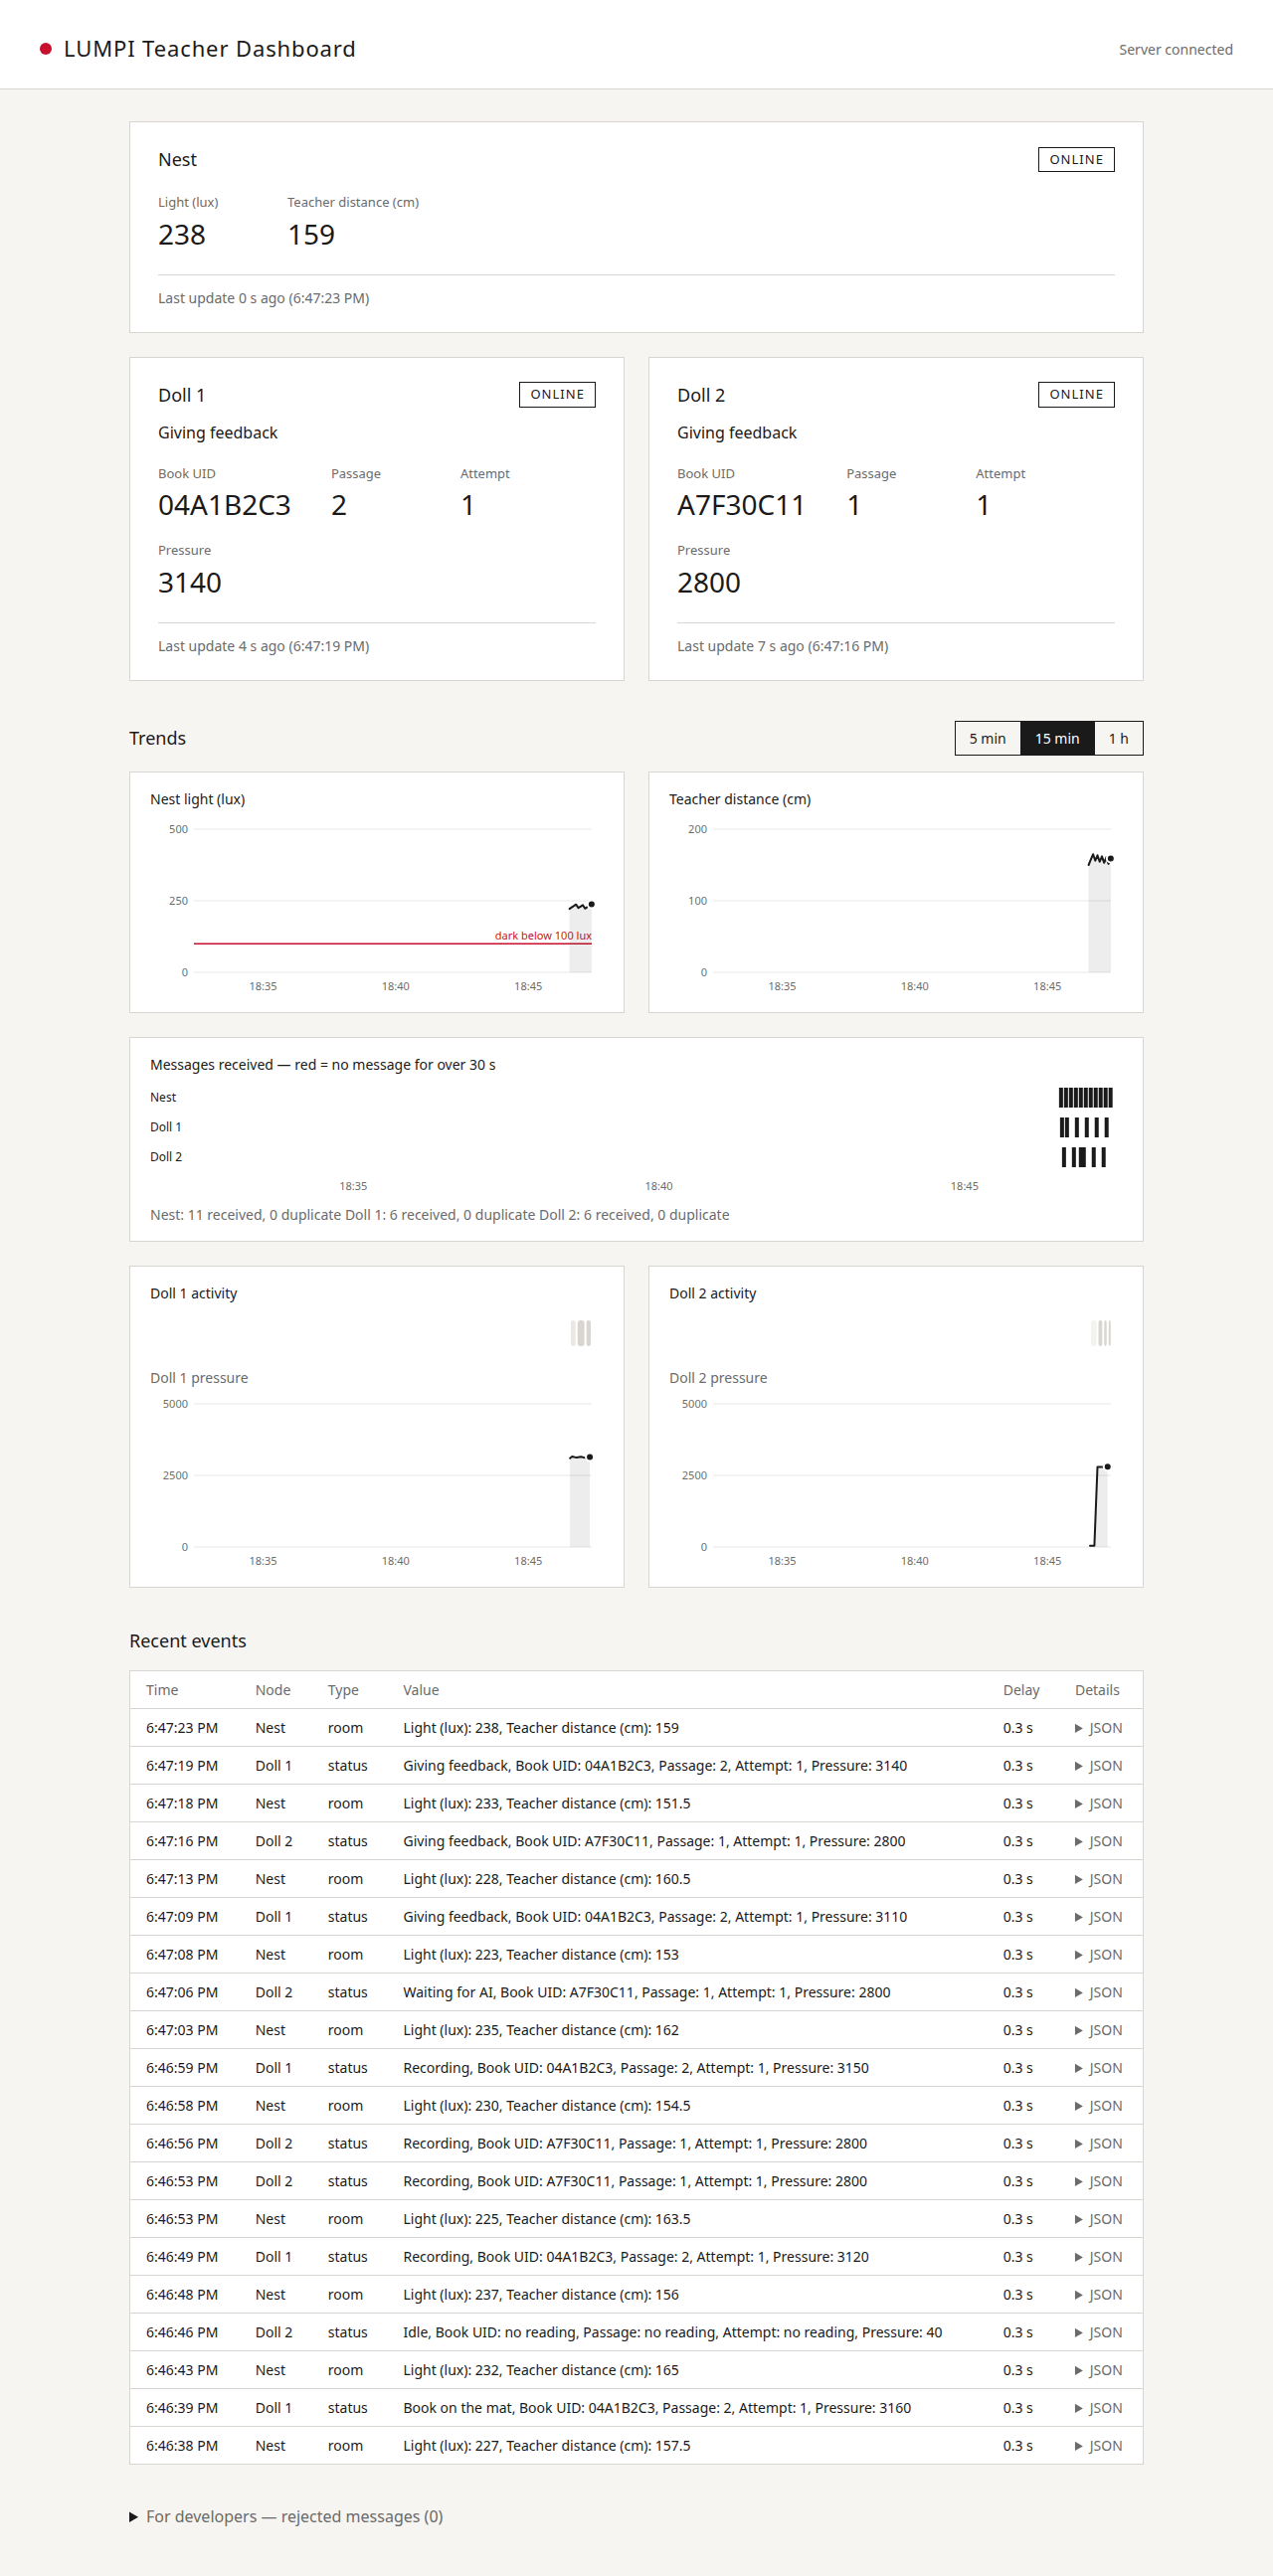 LUMPI Teacher Dashboard
Server connected
Nest
ONLINE
Light (lux) Teacher distance (cm)
238 159
Last update 0 s ago (6:47:23 PM)
Doll 1
ONLINE
Giving feedback
Book UID Passage Attempt
04A1B2C3 2 1
Pressure
3140
Last update 4 s ago (6:47:19 PM)
Doll 2
ONLINE
Giving feedback
Book UID Passage Attempt
A7F30C11 1 1
Pressure
2800
Last update 7 s ago (6:47:16 PM)
Trends
5 min 15 min 1 h
Nest light (lux)
500
250
dark below 100 lux
0
18:35 18:40 18:45
Teacher distance (cm)
200
100
0
18:35 18:40 18:45
Messages received — red = no message for over 30 s
Nest
Doll 1
Doll 2
18:35 18:40 18:45
Nest: 11 received, 0 duplicate Doll 1: 6 received, 0 duplicate Doll 2: 6 received, 0 duplicate
Doll 1 activity
Doll 1 pressure
5000
2500
0
18:35 18:40 18:45
Doll 2 activity
Doll 2 pressure
5000
2500
0
18:35 18:40 18:45
Recent events
Time Node Type Value Delay Details
6:47:23 PM Nest room Light (lux): 238, Teacher distance (cm): 159 0.3 s JSON
6:47:19 PM Doll 1 status Giving feedback, Book UID: 04A1B2C3, Passage: 2, Attempt: 1, Pressure: 3140 0.3 s JSON
6:47:18 PM Nest room Light (lux): 233, Teacher distance (cm): 151.5 0.3 s JSON
6:47:16 PM Doll 2 status Giving feedback, Book UID: A7F30C11, Passage: 1, Attempt: 1, Pressure: 2800 0.3 s JSON
6:47:13 PM Nest room Light (lux): 228, Teacher distance (cm): 160.5 0.3 s JSON
6:47:09 PM Doll 1 status Giving feedback, Book UID: 04A1B2C3, Passage: 2, Attempt: 1, Pressure: 3110 0.3 s JSON
6:47:08 PM Nest room Light (lux): 223, Teacher distance (cm): 153 0.3 s JSON
6:47:06 PM Doll 2 status Waiting for AI, Book UID: A7F30C11, Passage: 1, Attempt: 1, Pressure: 2800 0.3 s JSON
6:47:03 PM Nest room Light (lux): 235, Teacher distance (cm): 162 0.3 s JSON
6:46:59 PM Doll 1 status Recording, Book UID: 04A1B2C3, Passage: 2, Attempt: 1, Pressure: 3150 0.3 s JSON
6:46:58 PM Nest room Light (lux): 230, Teacher distance (cm): 154.5 0.3 s JSON
6:46:56 PM Doll 2 status Recording, Book UID: A7F30C11, Passage: 1, Attempt: 1, Pressure: 2800 0.3 s JSON
6:46:53 PM Doll 2 status Recording, Book UID: A7F30C11, Passage: 1, Attempt: 1, Pressure: 2800 0.3 s JSON
6:46:53 PM Nest room Light (lux): 225, Teacher distance (cm): 163.5 0.3 s JSON
6:46:49 PM Doll 1 status Recording, Book UID: 04A1B2C3, Passage: 2, Attempt: 1, Pressure: 3120 0.3 s JSON
6:46:48 PM Nest room Light (lux): 237, Teacher distance (cm): 156 0.3 s JSON
6:46:46 PM Doll 2 status Idle, Book UID: no reading, Passage: no reading, Attempt: no reading, Pressure: 40 0.3 s JSON
6:46:43 PM Nest room Light (lux): 232, Teacher distance (cm): 165 0.3 s JSON
6:46:39 PM Doll 1 status Book on the mat, Book UID: 04A1B2C3, Passage: 2, Attempt: 1, Pressure: 3160 0.3 s JSON
6:46:38 PM Nest room Light (lux): 227, Teacher distance (cm): 157.5 0.3 s JSON
For developers — rejected messages (0)